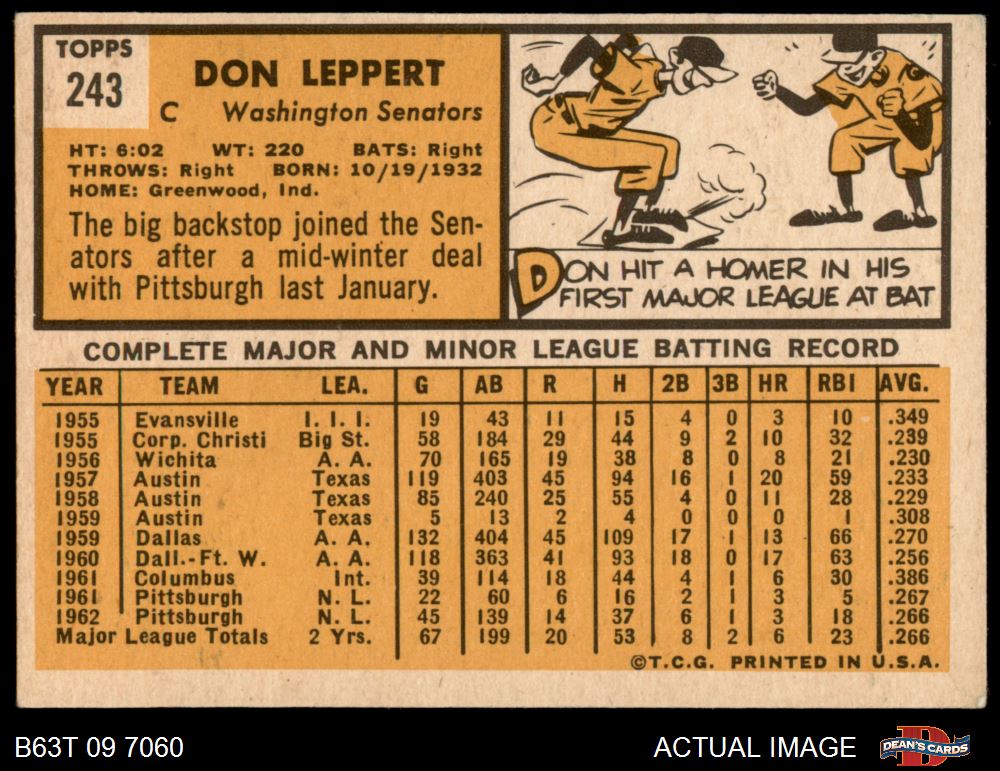 TOPPS
243
DON LEPPERT
C Washington Senators
HT: 6:02 WT: 220 BATS: Right
THROWS: Right BORN: 10/19/1932
HOME: Greenwood, Ind.
The big backstop joined the Sen-
ators after a mid-winter deal
with Pittsburgh last January.
DON HIT A HOMER IN HIS
FIRST MAJOR LEAGUE AT BAT
COMPLETE MAJOR AND MINOR LEAGUE BATTING RECORD
YEAR TEAM LEA. G AB R H 2B 3B HR RBI AVG.
1955 Evansville I. I. I. 19 43 11 15 4 0 3 10 .349
1955 Corp. Christi Big St. 58 184 29 44 9 2 10 32 .239
1956 Wichita A. A. 70 165 19 38 8 0 8 21 .230
1957 Austin Texas 119 403 45 94 16 1 20 59 .233
1958 Austin Texas 85 240 25 55 4 0 11 28 .229
1959 Austin Texas 5 13 2 4 0 0 0 1 .308
1959 Dallas A. A. 132 404 45 109 17 1 13 66 .270
1960 Dall.-Ft. W. A. A. 118 363 41 93 18 0 17 63 .256
1961 Columbus Int. 39 114 18 44 4 1 6 30 .386
1961 Pittsburgh N. L. 22 60 6 16 2 1 3 5 .267
1962 Pittsburgh N. L. 45 139 14 37 6 1 3 18 .266
Major League Totals 2 Yrs. 67 199 20 53 8 2 6 23 .266
©T.C.G. PRINTED IN U.S.A.
B63T 09 7060
ACTUAL IMAGE
DEAN'S CARDS